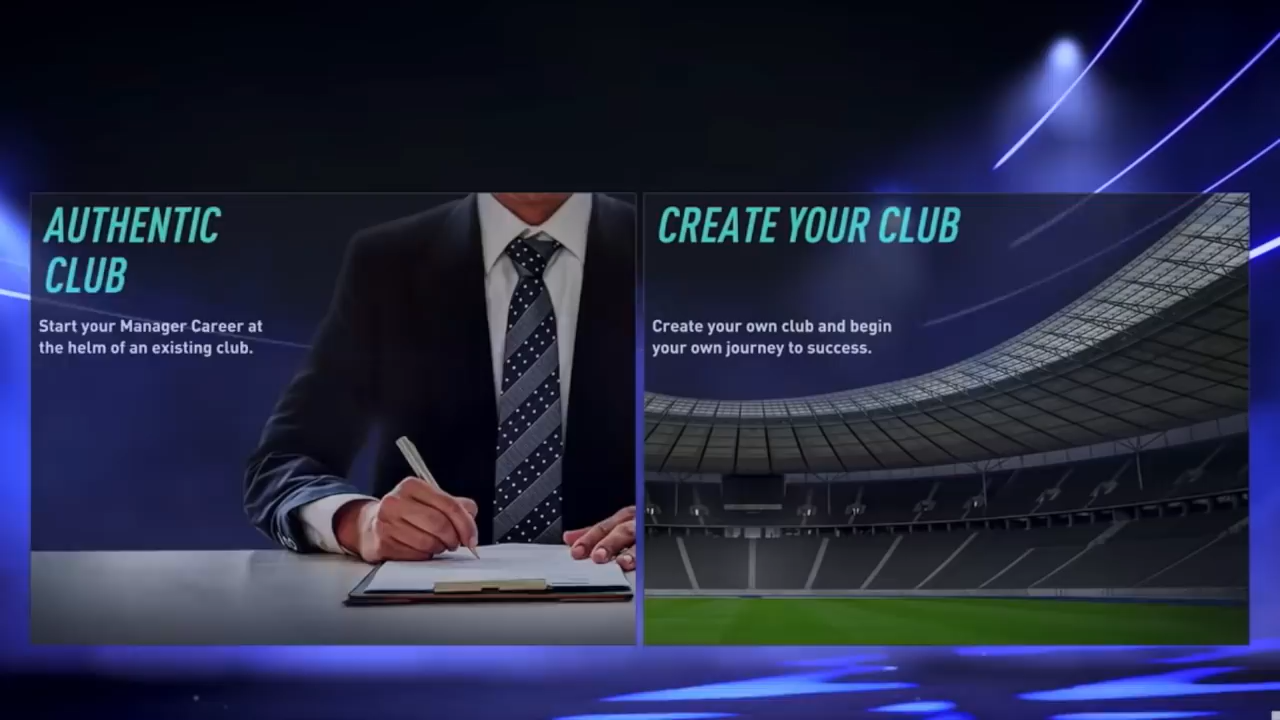 AUTHENTIC
CLUB
Start your Manager Career at
the helm of an existing club.
CREATE YOUR CLUB
Create your own club and begin
your own journey to success.